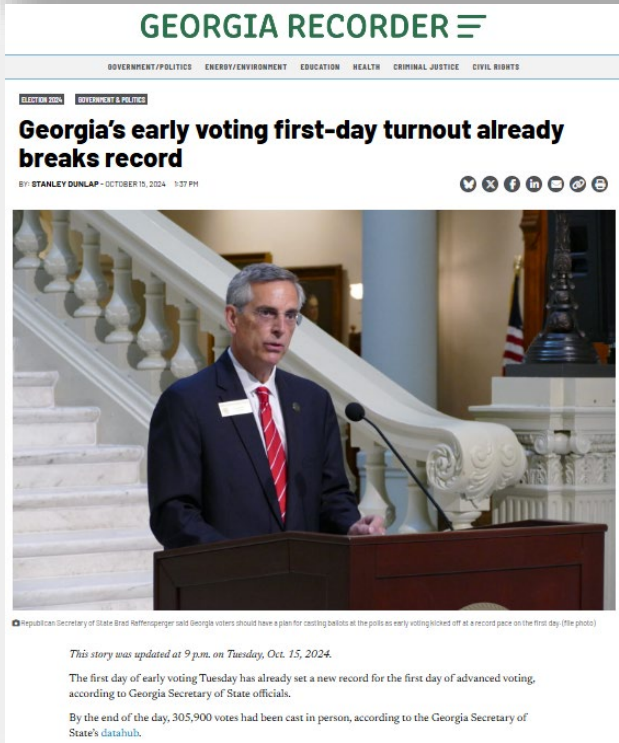 GEORGIA RECORDER
GOVERNMENT/POLITICS ENERGY/ENVIRONMENT EDUCATION HEALTH CRIMINAL JUSTICE CIVIL RIGHTS
ELECTION 2024 GOVERNMENT & POLITICS
Georgia's early voting first-day turnout already
breaks record
BY: STANLEY DUNLAP - OCTOBER 15, 2024 1:37 PM
Republican Secretary of State Brad Raffensperger said Georgia voters should have a plan for casting ballots at the polls as early voting kicked off at a record pace on the first day. (file photo)
This story was updated at 9 p.m. on Tuesday, Oct. 15, 2024.
The first day of early voting Tuesday has already set a new record for the first day of advanced voting,
according to Georgia Secretary of State officials.
By the end of the day, 305,900 votes had been cast in person, according to the Georgia Secretary of
State's datahub.